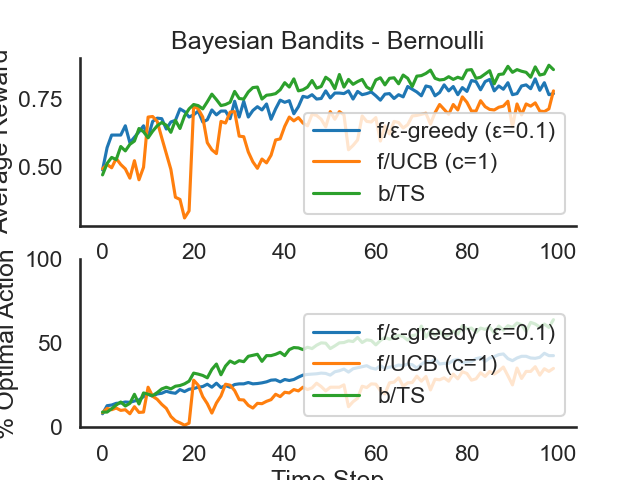 Bayesian Bandits - Bernoulli
Average Reward
0.75
0.50
f/ε-greedy (ε=0.1)
f/UCB (c=1)
b/TS
0 20 40 60 80 100
% Optimal Action
100
50
0
f/ε-greedy (ε=0.1)
f/UCB (c=1)
b/TS
0 20 40 60 80 100
Time Step